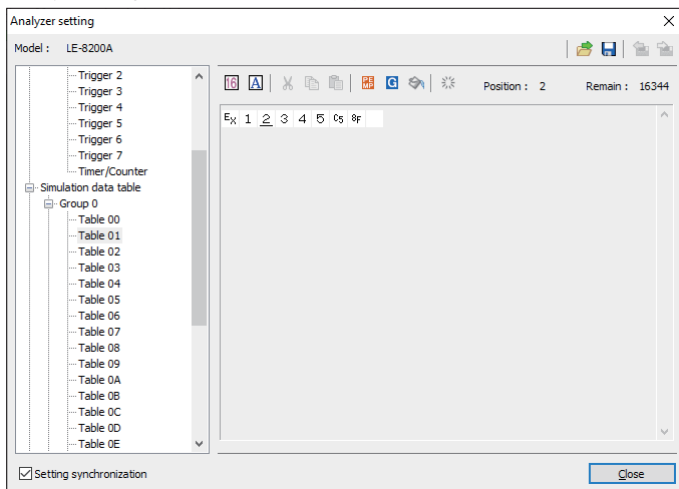 Analyzer setting
Model : LE-8200A
Trigger 2
Trigger 3
Trigger 4
Trigger 5
Trigger 6
Trigger 7
Timer/Counter
Simulation data table
Group 0
Table 00
Table 01
Table 02
Table 03
Table 04
Table 05
Table 06
Table 07
Table 08
Table 09
Table 0A
Table 0B
Table 0C
Table 0D
Table 0E
16 A G Position : 2 Remain : 16344
EX 1 2 3 4 5 C5 8F
Setting synchronization
Close